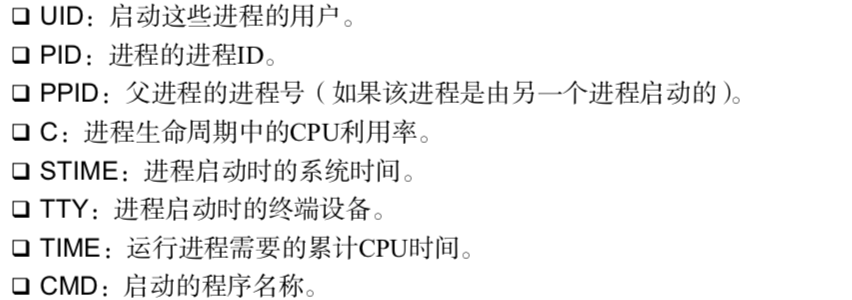 ❑ UID：启动这些进程的用户。
❑ PID：进程的进程ID。
❑ PPID：父进程的进程号（如果该进程是由另一个进程启动的）。
❑ C：进程生命周期中的CPU利用率。
❑ STIME：进程启动时的系统时间。
❑ TTY：进程启动时的终端设备。
❑ TIME：运行进程需要的累计CPU时间。
❑ CMD：启动的程序名称。